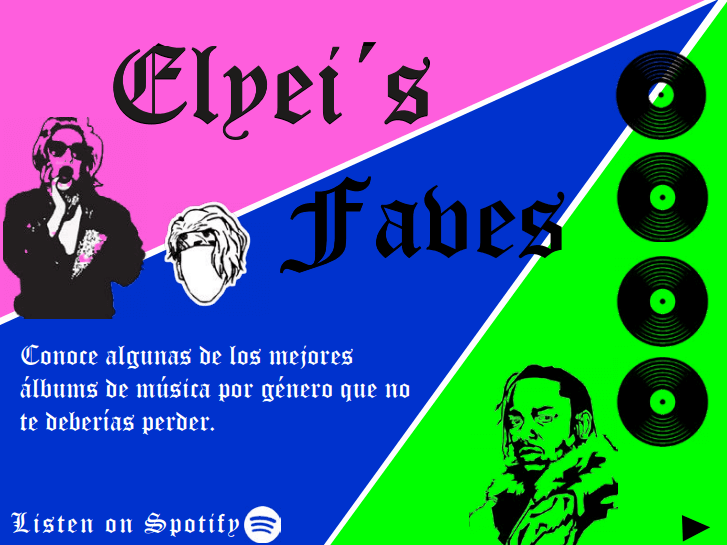 Elyei´s
Faves
Conoce algunas de los mejores
álbums de música por género que no
te deberías perder.
Listen on Spotify